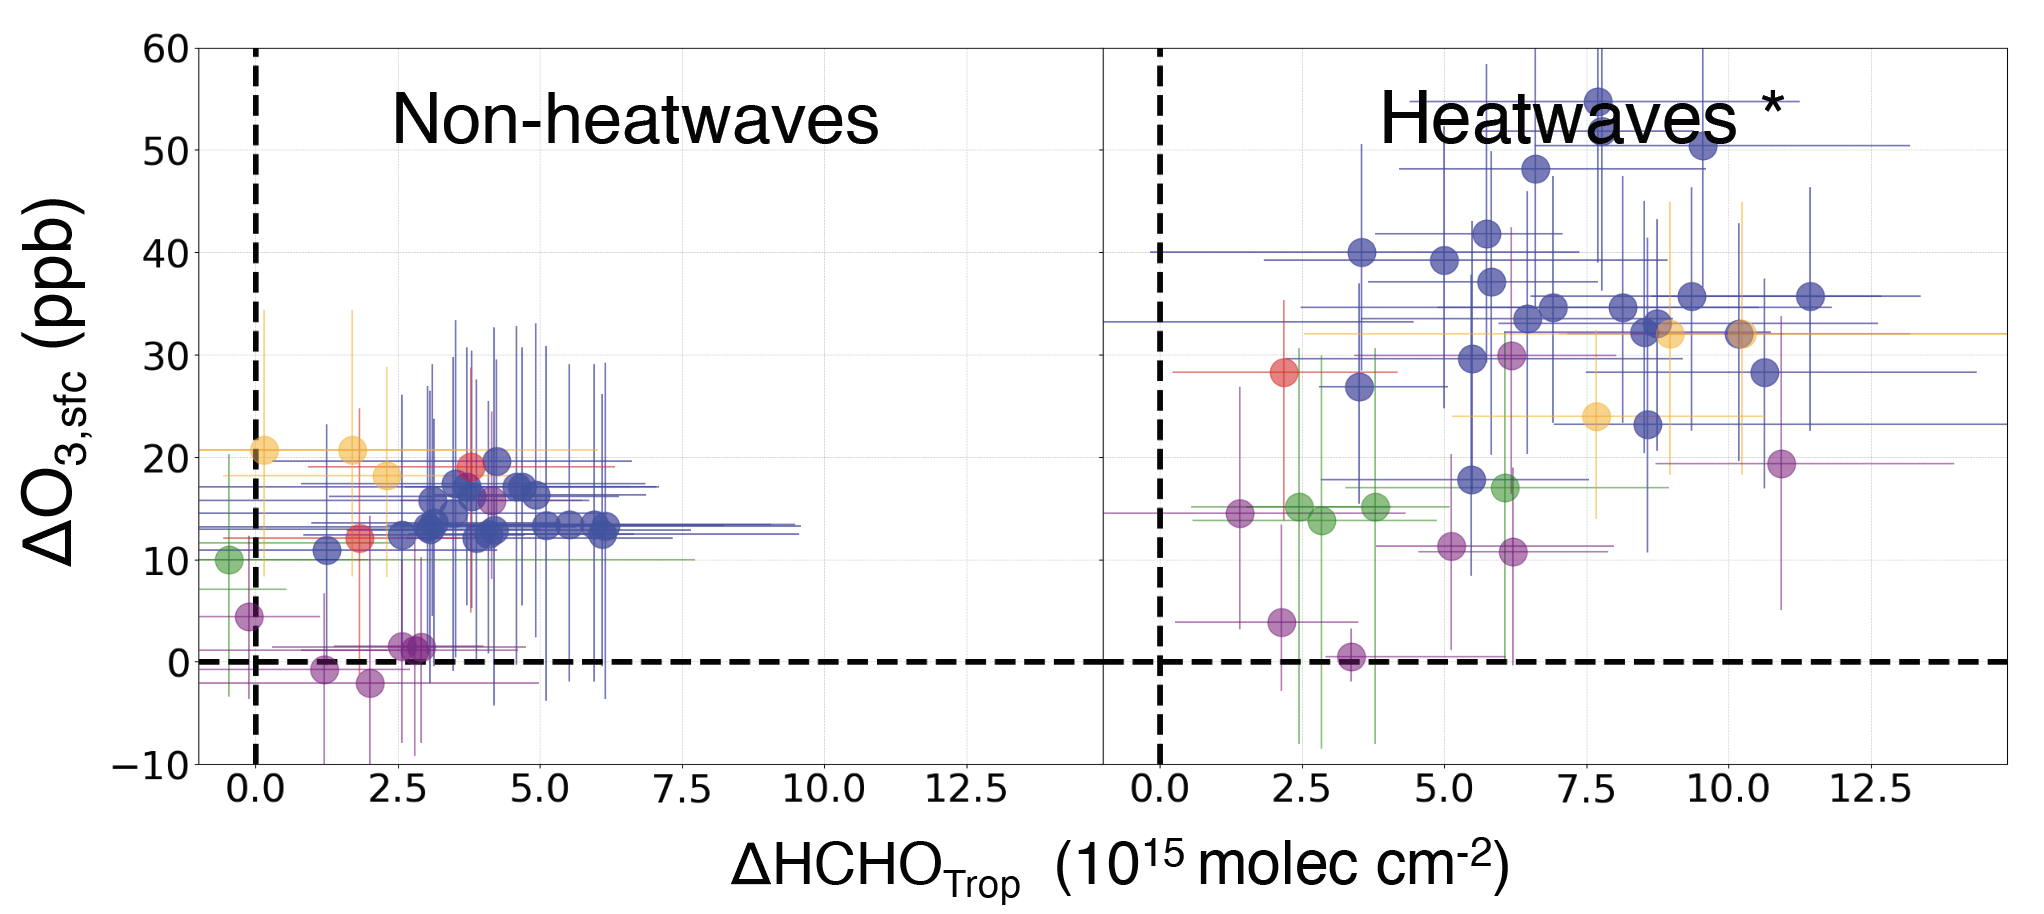 60
50
40
30
20
10
0
−10
ΔO3,sfc (ppb)
Non-heatwaves
Heatwaves *
0.0 2.5 5.0 7.5 10.0 12.5
0.0 2.5 5.0 7.5 10.0 12.5
ΔHCHOTrop (10¹⁵ molec cm⁻²)